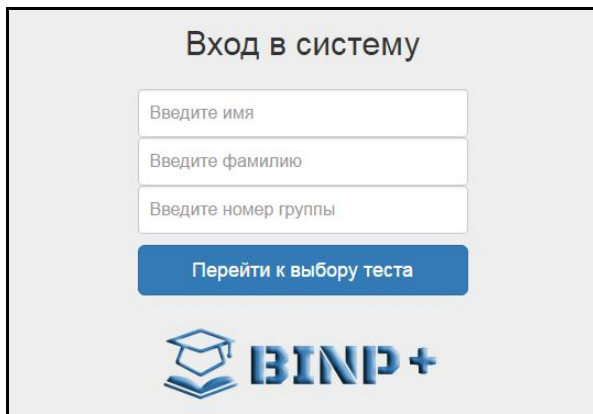 Вход в систему
Введите имя
Введите фамилию
Введите номер группы
Перейти к выбору теста
BINP+